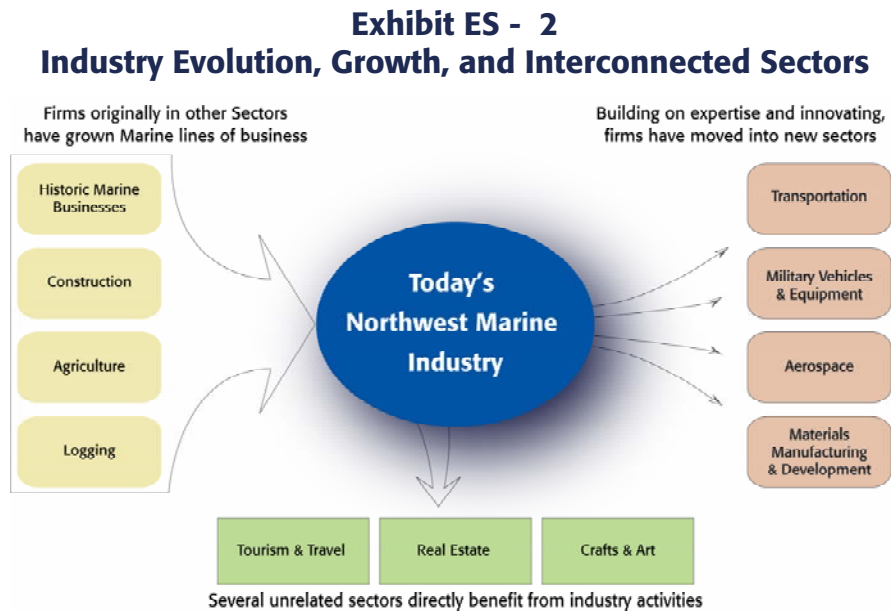 Exhibit ES - 2
Industry Evolution, Growth, and Interconnected Sectors
Firms originally in other Sectors
have grown Marine lines of business
Building on expertise and innovating,
firms have moved into new sectors
Historic Marine
Businesses
Construction
Agriculture
Logging
Today's
Northwest Marine
Industry
Transportation
Military Vehicles
& Equipment
Aerospace
Materials
Manufacturing
& Development
Tourism & Travel
Real Estate
Crafts & Art
Several unrelated sectors directly benefit from industry activities